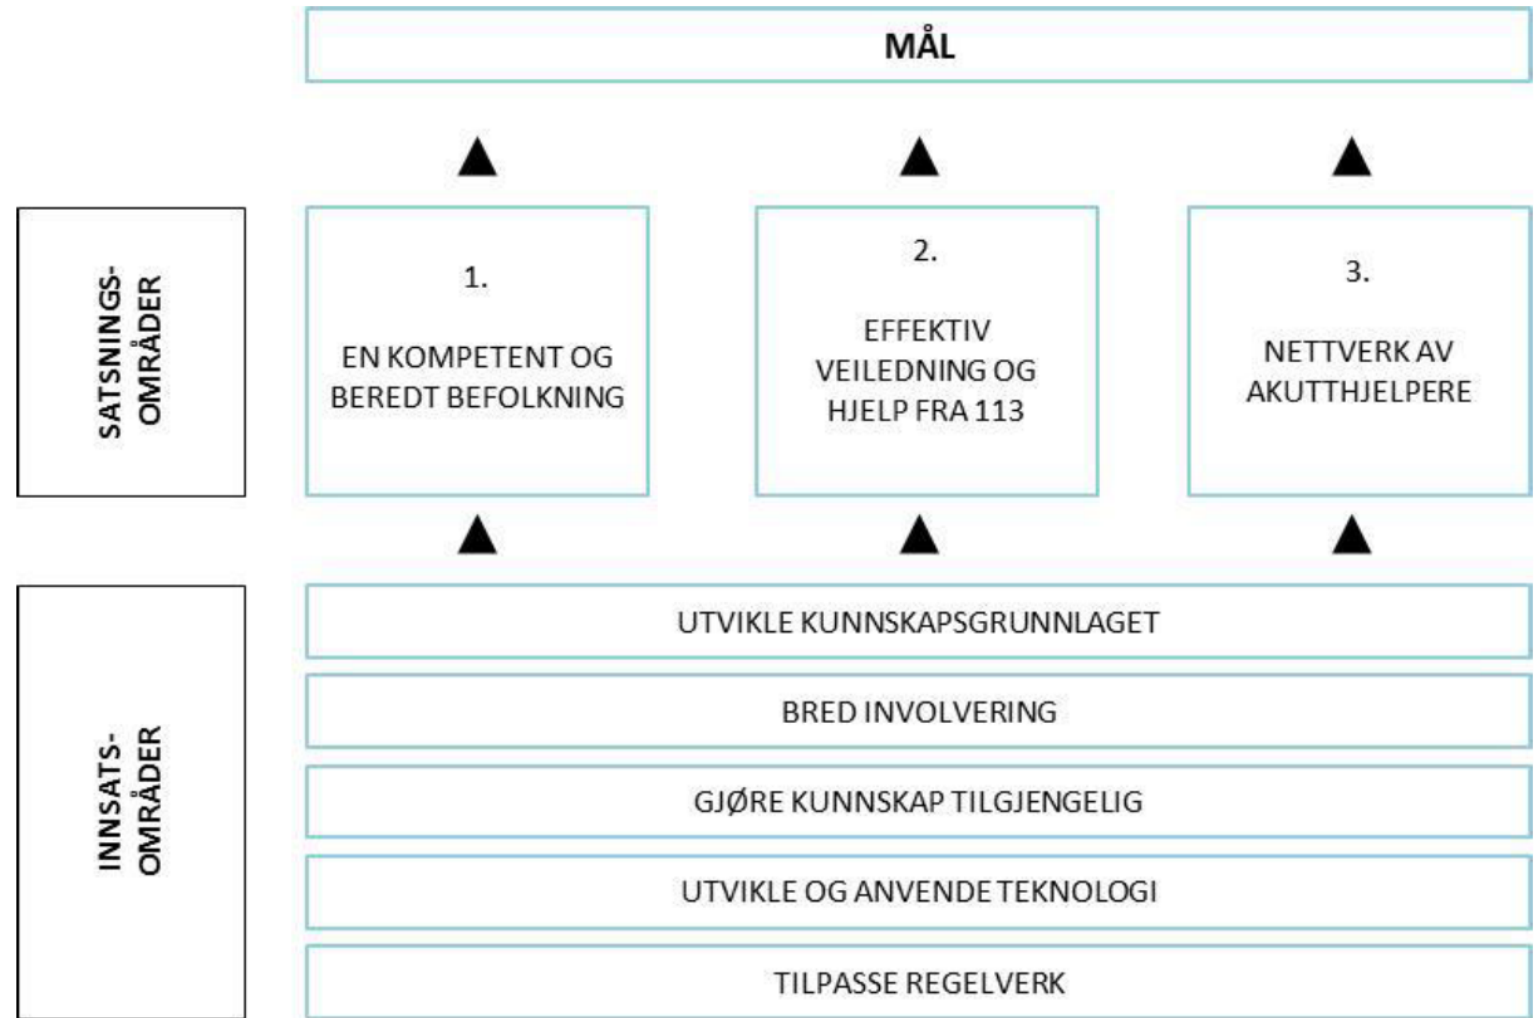 MÅL
SATSNINGS-
OMRÅDER
1.
EN KOMPETENT OG
BEREDT BEFOLKNING
2.
EFFEKTIV
VEILEDNING OG
HJELP FRA 113
3.
NETTVERK AV
AKUTTHJELPERE
INNSATS-
OMRÅDER
UTVIKLE KUNNSKAPSGRUNNLAGET
BRED INVOLVERING
GJØRE KUNNSKAP TILGJENGELIG
UTVIKLE OG ANVENDE TEKNOLOGI
TILPASSE REGELVERK